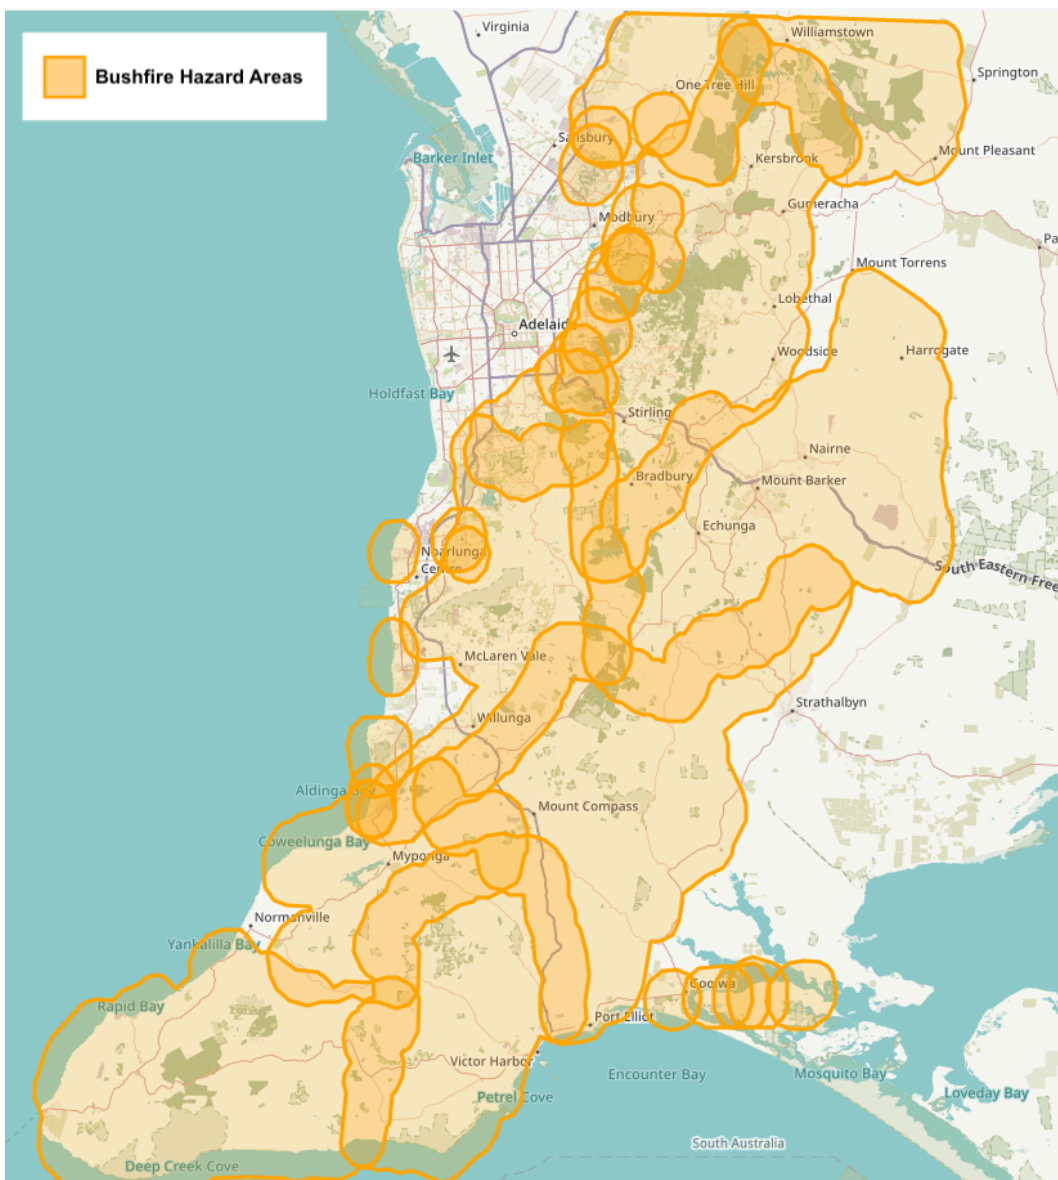 Bushfire Hazard Areas
Virginia
Williamstown
Springton
One Tree Hill
Salisbury
Barker Inlet
Kersbrook
Mount Pleasant
Gumeracha
Modbury
Pa
Mount Torrens
Lobethal
Adelaide
Woodside
Harrogate
Holdfast Bay
Stirling
Nairne
Bradbury
Mount Barker
Echunga
Noarlunga
Centre
South Eastern Free
McLaren Vale
Strathalbyn
Willunga
Aldinga Bay
Mount Compass
Coweelunga Bay
Myponga
Normanville
Yankalilla Bay
Goolwa
Rapid Bay
Port Elliot
Victor Harbor
Encounter Bay
Mosquito Bay
Loveday Bay
Petrel Cove
South Australia
Deep Creek Cove